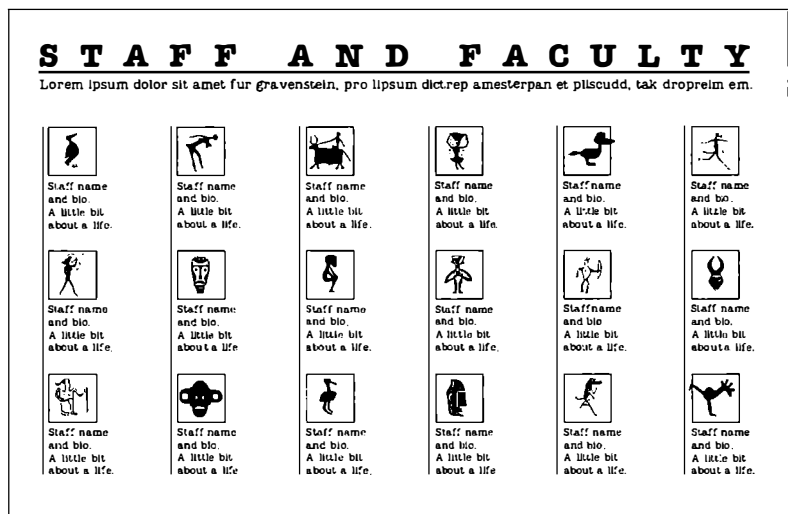 STAFF AND FACULTY
Lorem ipsum dolor sit amet fur gravenstein, pro lipsum dict.rep amesterpan et pliscudd, tak dropreim em.
Staff name
and bio.
A little bit
about a life.
Staff name
and bio.
A little bit
about a life.
Staff name
and bio.
A little bit
about a life.
Staff name
and bio.
A little bit
about a life.
Staff name
and bio.
A little bit
about a life.
Staff name
and bio.
A little bit
about a life.
Staff name
and bio.
A little bit
about a life.
Staff name
and bio.
A little bit
about a life
Staff name
and bio.
A little bit
about a life.
Staff name
and bio.
A little bit
about a life.
Staff name
and bio
A little bit
about a life.
Staff name
and bio.
A little bit
about a life.
Staff name
and bio.
A little bit
about a life.
Staff name
and bio.
A little bit
about a life
Staff name
and bio.
A little bit
about a life.
Staff name
and bio.
A little bit
about a life
Staff name
and bio.
A little bit
about a life.
Staff name
and bio.
A little bit
about a life.